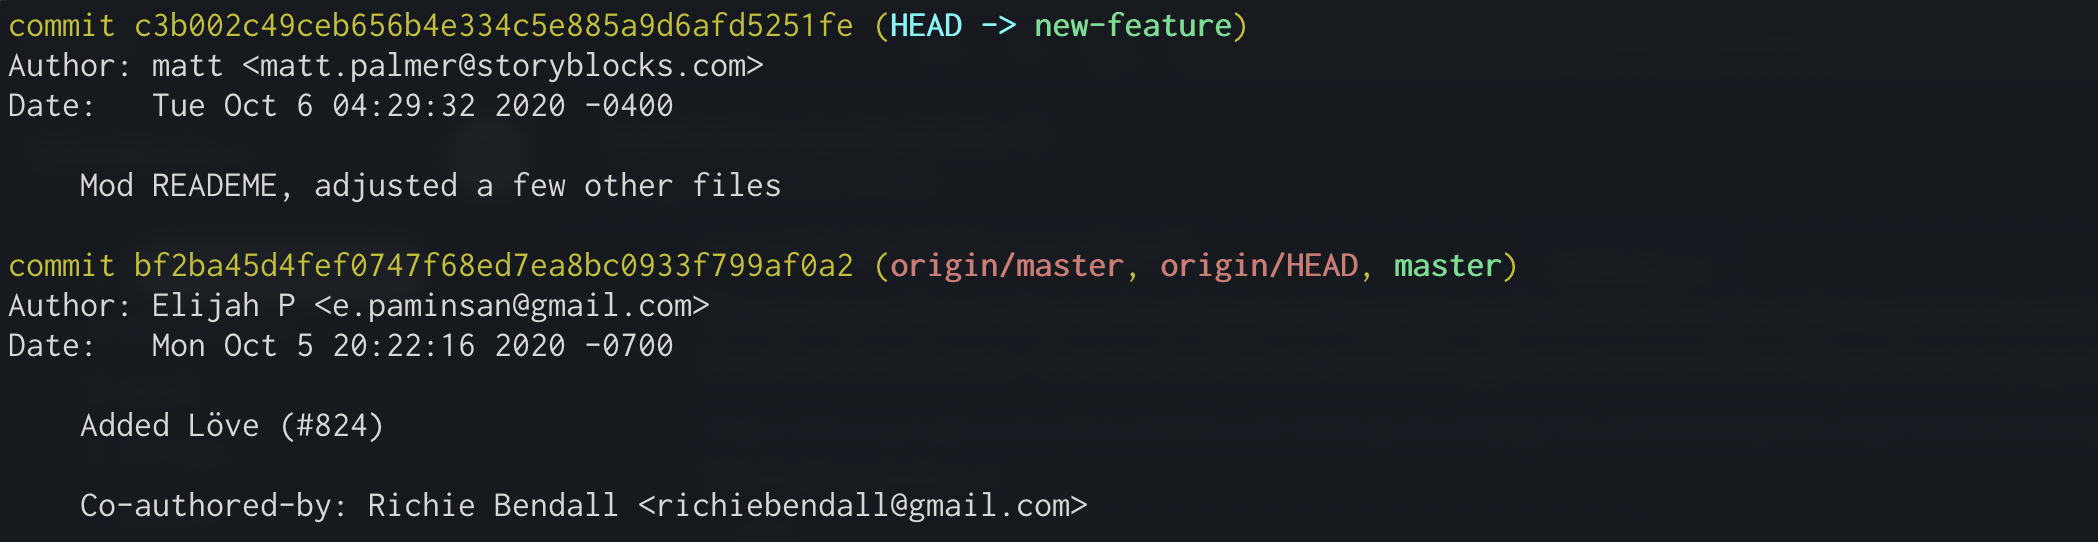 commit c3b002c49ceb656b4e334c5e885a9d6afd5251fe (HEAD -> new-feature)
Author: matt <matt.palmer@storyblocks.com>
Date:   Tue Oct 6 04:29:32 2020 -0400
Mod READEME, adjusted a few other files
commit bf2ba45d4fef0747f68ed7ea8bc0933f799af0a2 (origin/master, origin/HEAD, master)
Author: Elijah P <e.paminsan@gmail.com>
Date:   Mon Oct 5 20:22:16 2020 -0700
Added Löve (#824)
Co-authored-by: Richie Bendall <richiebendall@gmail.com>